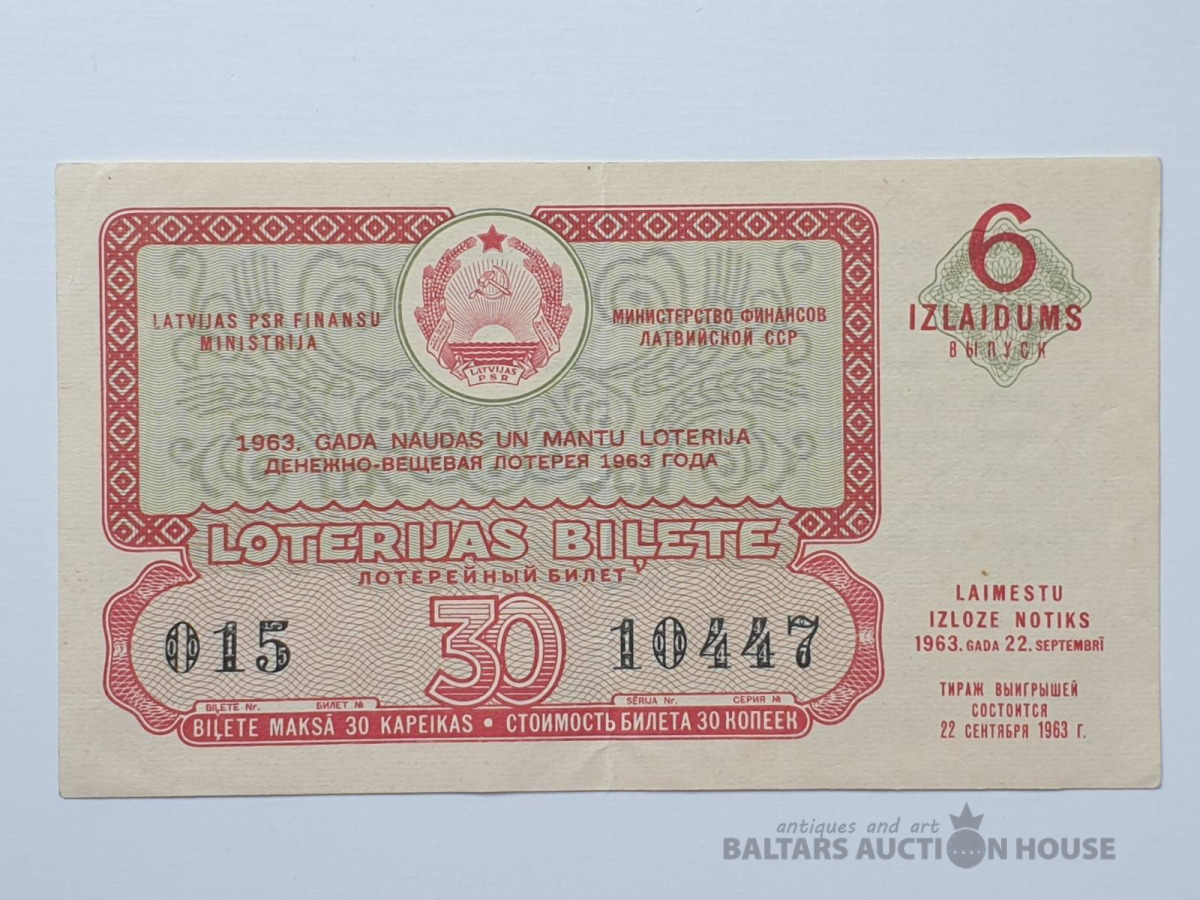 LATVIJAS PSR FINANSU
MINISTRIJA
LATVIJAS
PSR
МИНИСТЕРСТВО ФИНАНСОВ
ЛАТВИЙСКОЙ ССР
6
IZLAIDUMS
ВЫПУСК
1963. GADA NAUDAS UN MANTU LOTERIJA
ДЕНЕЖНО-ВЕЩЕВАЯ ЛОТЕРЕЯ 1963 ГОДА
LOTERIJAS BIĻETE
ЛОТЕРЕЙНЫЙ БИЛЕТ
015
30
10447
BIĻETE Nr. БИЛЕТ №
SĒRIJA Nr. СЕРИЯ №
BIĻETE MAKSĀ 30 KAPEIKAS • СТОИМОСТЬ БИЛЕТА 30 КОПЕЕК
LAIMESTU
IZLOZE NOTIKS
1963. GADA 22. SEPTEMBRĪ
ТИРАЖ ВЫИГРЫШЕЙ
СОСТОИТСЯ
22 СЕНТЯБРЯ 1963 Г.
antiques and art
BALTARS AUCTION HOUSE